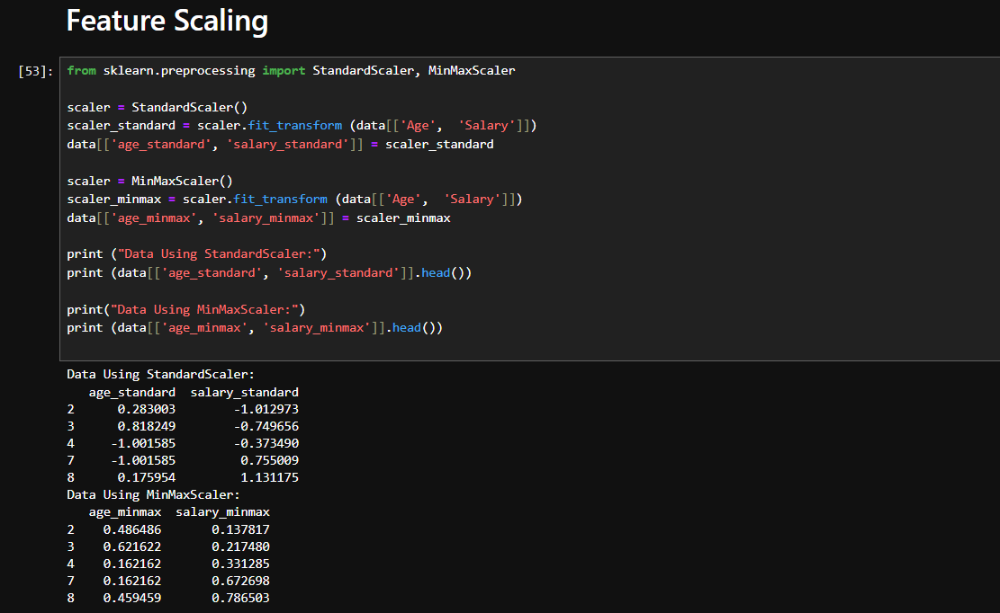 Feature Scaling
[53]: from sklearn.preprocessing import StandardScaler, MinMaxScaler
scaler = StandardScaler()
scaler_standard = scaler.fit_transform (data[['Age',  'Salary']])
data[['age_standard', 'salary_standard']] = scaler_standard
scaler = MinMaxScaler()
scaler_minmax = scaler.fit_transform (data[['Age',  'Salary']])
data[['age_minmax', 'salary_minmax']] = scaler_minmax
print ("Data Using StandardScaler:")
print (data[['age_standard', 'salary_standard']].head())
print("Data Using MinMaxScaler:")
print (data[['age_minmax', 'salary_minmax']].head())
Data Using StandardScaler:
   age_standard  salary_standard
2      0.283003        -1.012973
3      0.818249        -0.749656
4     -1.001585        -0.373490
7     -1.001585         0.755009
8      0.175954         1.131175
Data Using MinMaxScaler:
   age_minmax  salary_minmax
2    0.486486       0.137817
3    0.621622       0.217480
4    0.162162       0.331285
7    0.162162       0.672698
8    0.459459       0.786503